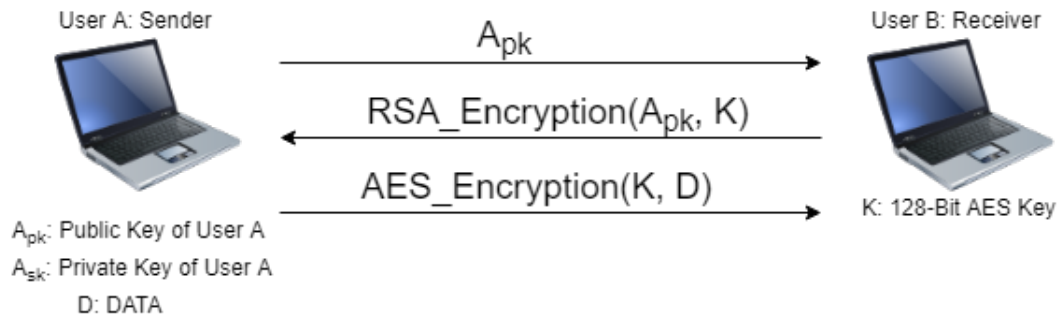 User A: Sender
User B: Receiver
Apk
RSA_Encryption(Apk, K)
AES_Encryption(K, D)
K: 128-Bit AES Key
Apk: Public Key of User A
Ask: Private Key of User A
D: DATA